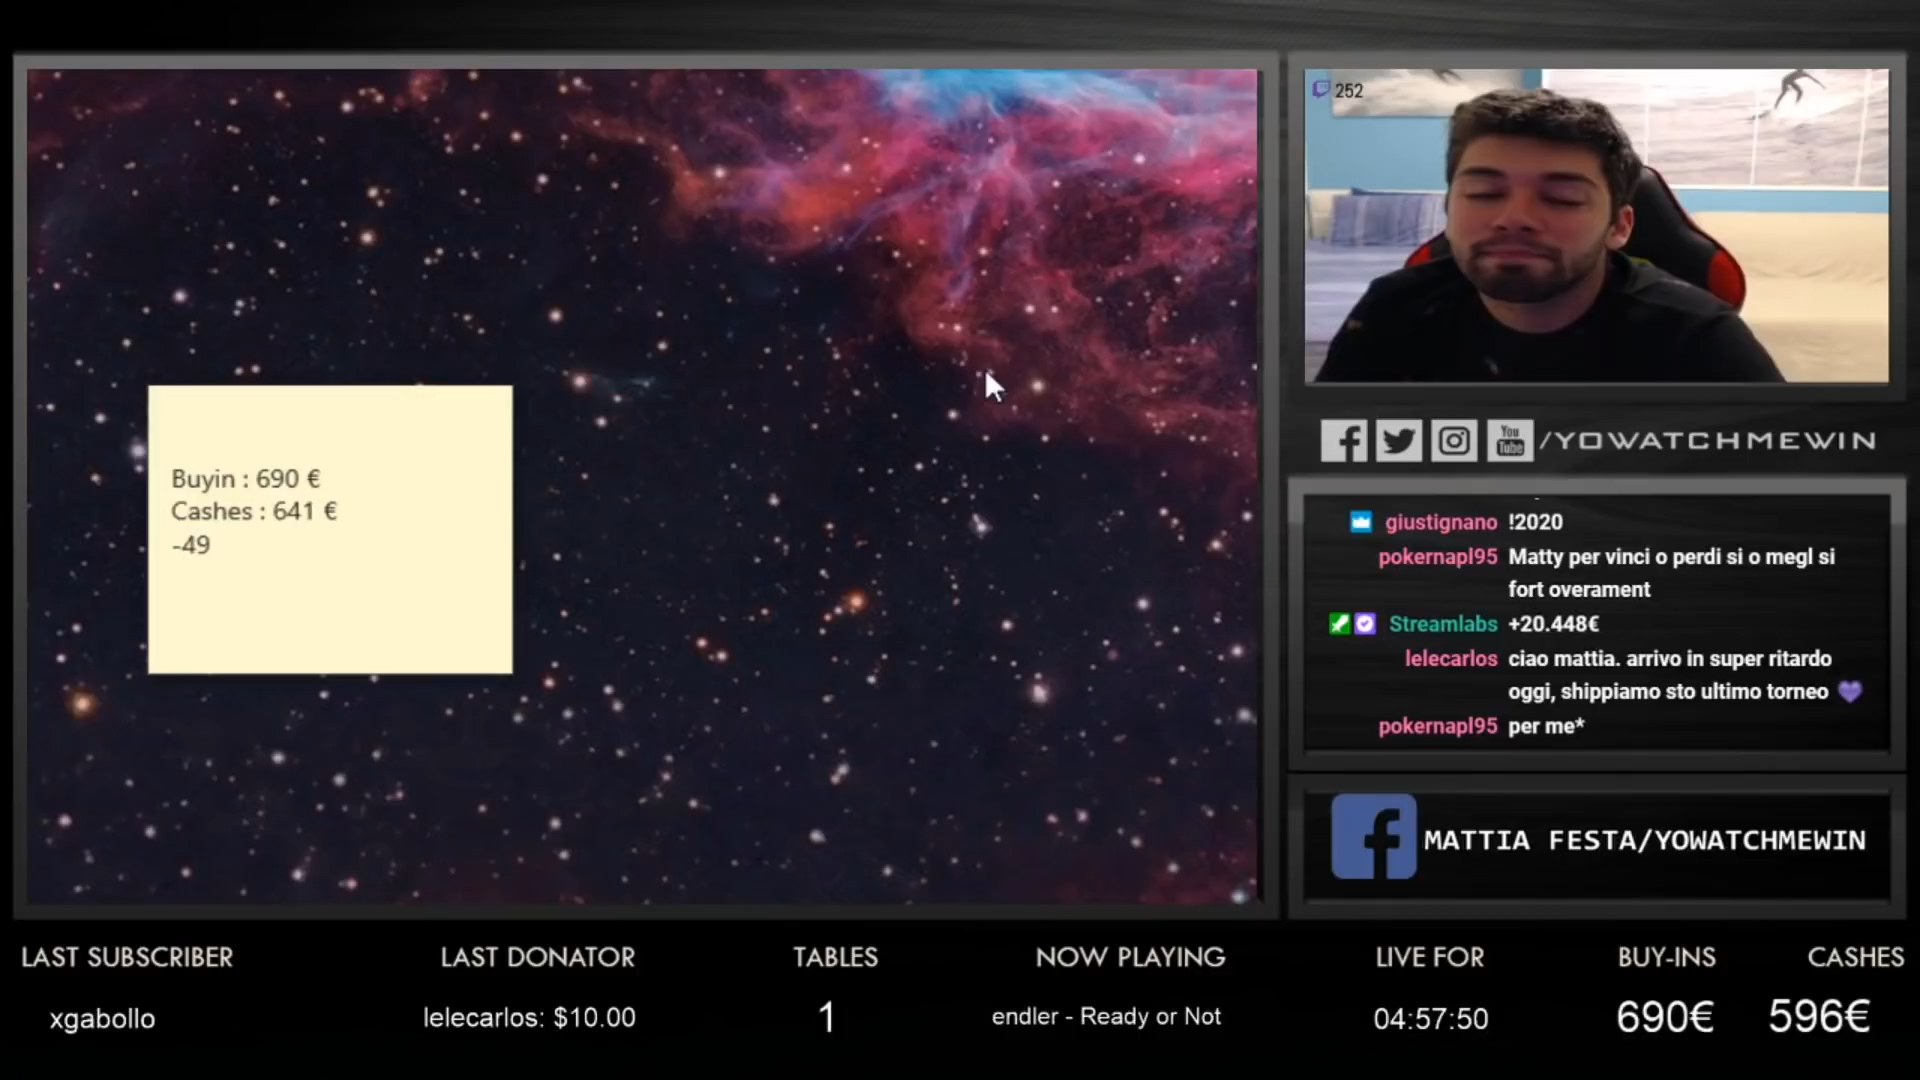 252
Buyin : 690 €
Cashes : 641 €
-49
You
Tube
/YOWATCHMEWIN
giustignano !2020
pokernapl95 Matty per vinci o perdi si o megl si
fort overament
Streamlabs +20.448€
lelecarlos ciao mattia. arrivo in super ritardo
oggi, shippiamo sto ultimo torneo 💜
pokernapl95 per me*
MATTIA FESTA/YOWATCHMEWIN
LAST SUBSCRIBER LAST DONATOR TABLES NOW PLAYING LIVE FOR BUY-INS CASHES
xgabollo lelecarlos: $10.00 1 endler - Ready or Not 04:57:50 690€ 596€